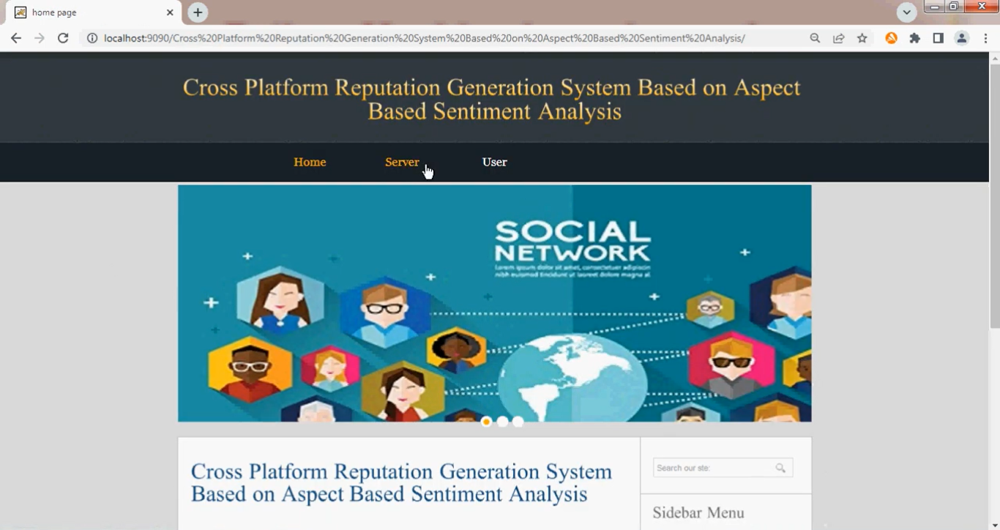 home page
localhost:9090/Cross%20Platform%20Reputation%20Generation%20System%20Based%20on%20Aspect%20Based%20Sentiment%20Analysis/
Cross Platform Reputation Generation System Based on Aspect
Based Sentiment Analysis
Home Server User
SOCIAL
NETWORK
Lorem ipsum dolor sit amet, consectetuer adipiscin
nibh euismod tincidunt ut laoreet dolore magna al
Cross Platform Reputation Generation System
Based on Aspect Based Sentiment Analysis
Search our ste:
Sidebar Menu